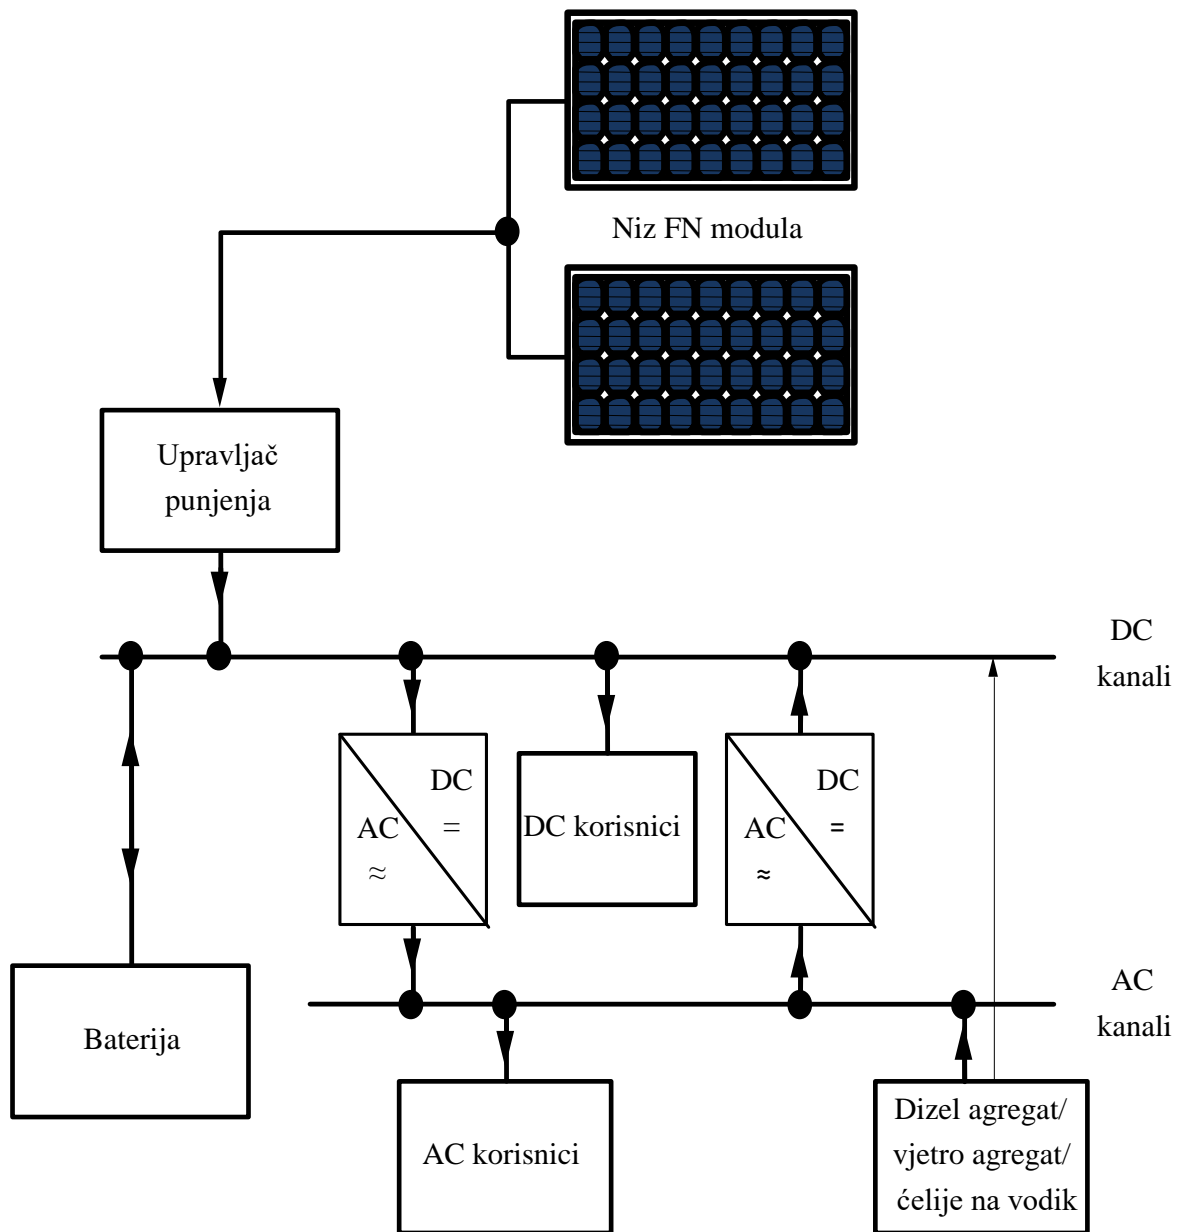 Niz FN modula
Upravljač
punjenja
DC
kanali
DC
=
AC
≈
DC korisnici
DC
=
AC
≈
AC
kanali
Baterija
AC korisnici
Dizel agregat/
vjetro agregat/
ćelije na vodik